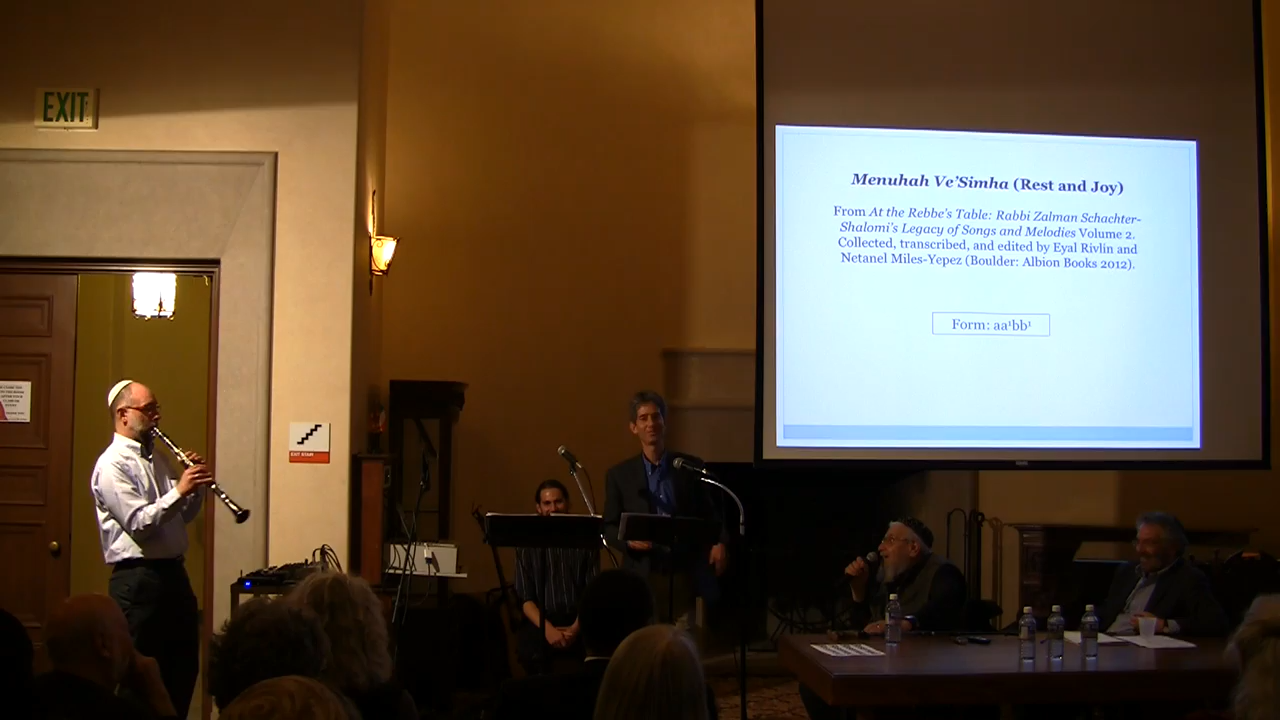 EXIT
Menuhah Ve'Simha (Rest and Joy)
From At the Rebbe's Table: Rabbi Zalman Schachter-
Shalomi's Legacy of Songs and Melodies Volume 2.
Collected, transcribed, and edited by Eyal Rivlin and
Netanel Miles-Yepez (Boulder: Albion Books 2012).
Form: aa¹bb¹
EXIT STAIR